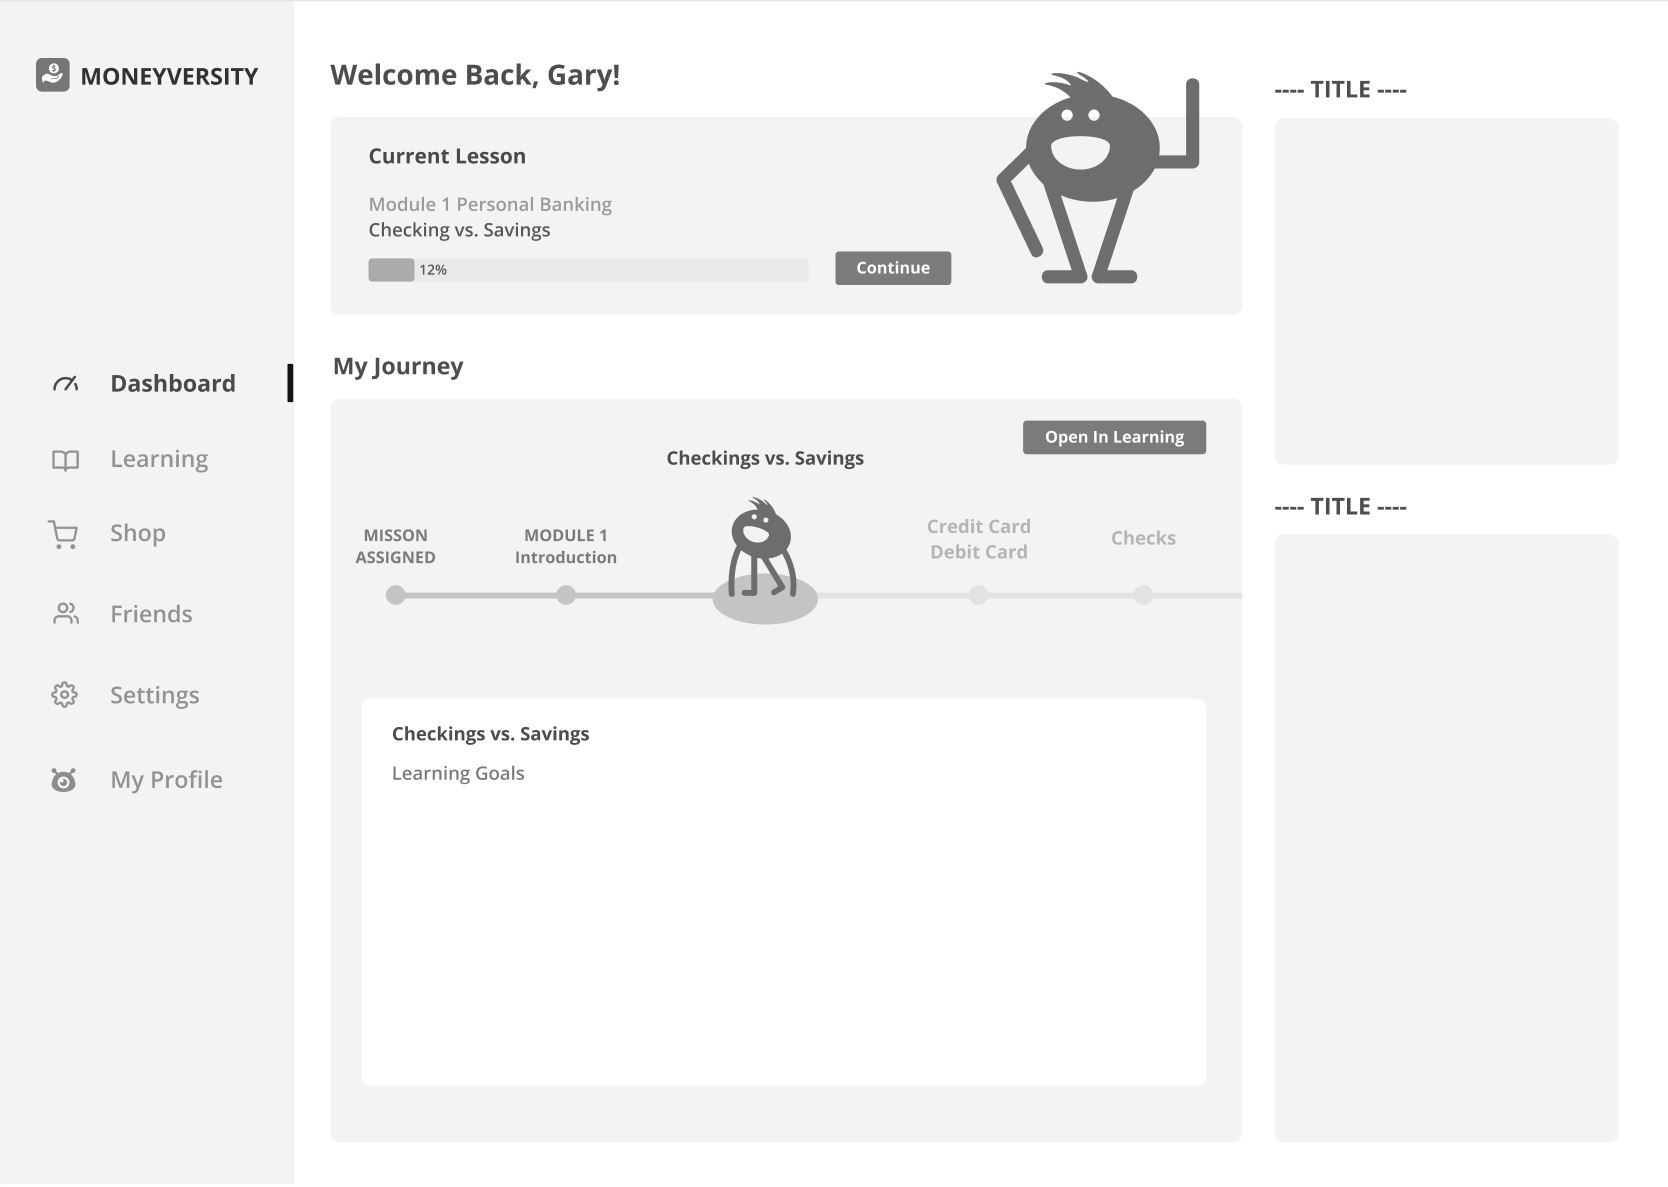 MONEYVERSITY
Dashboard
Learning
Shop
Friends
Settings
My Profile
Welcome Back, Gary!
Current Lesson
Module 1 Personal Banking
Checking vs. Savings
12%
Continue
My Journey
Open In Learning
Checkings vs. Savings
MISSON
ASSIGNED
MODULE 1
Introduction
Credit Card
Debit Card
Checks
Checkings vs. Savings
Learning Goals
---- TITLE ----
---- TITLE ----